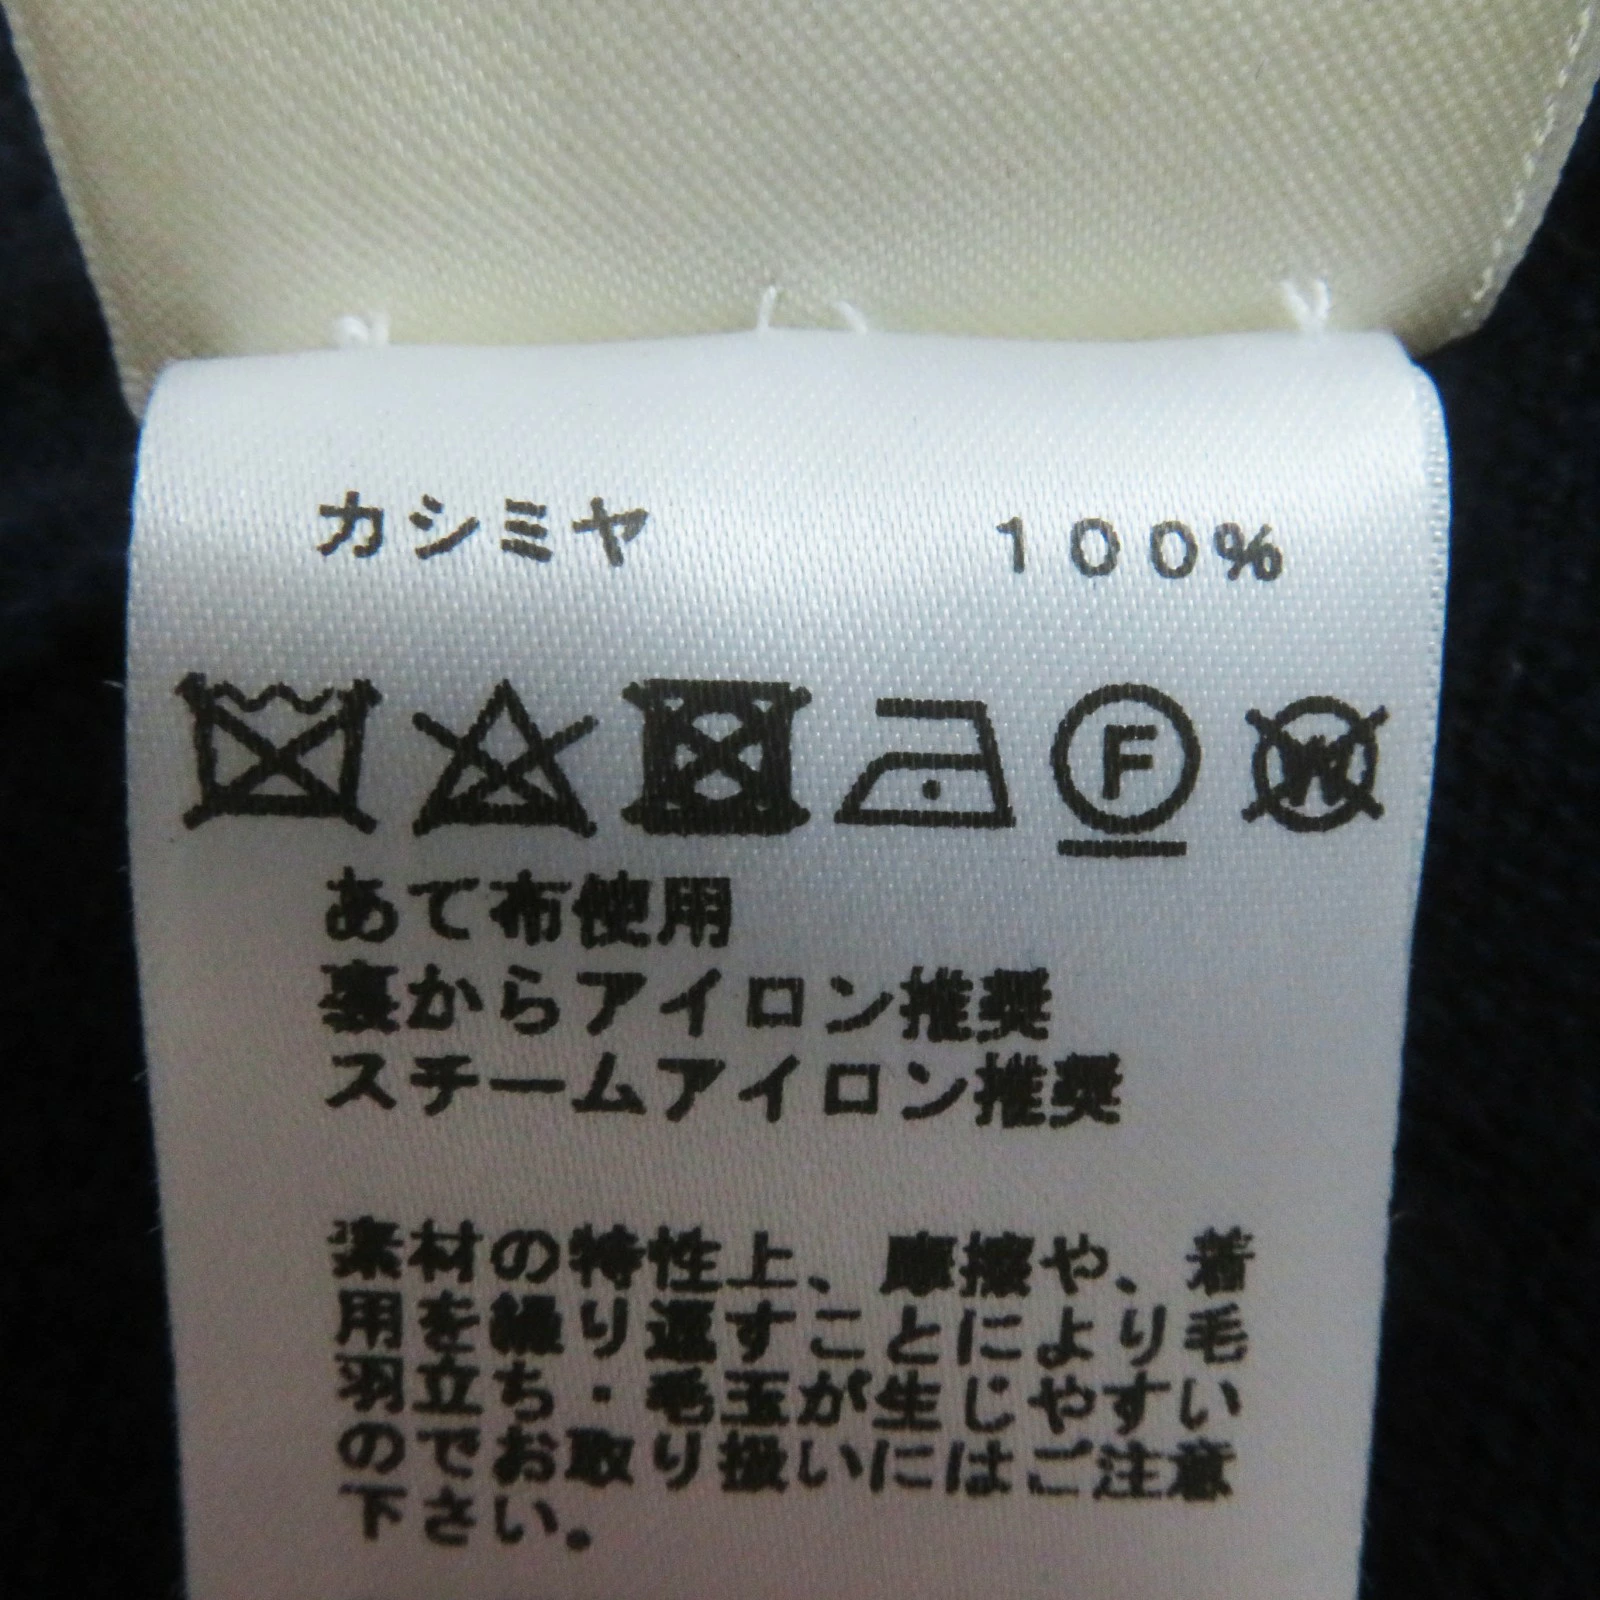 カシミヤ 100%
F W
あて布使用
裏からアイロン推奨
スチームアイロン推奨
素材の特性上、摩擦や、着
用を繰り返すことにより毛
羽立ち・毛玉が生じやすい
のでお取り扱いにはご注意
下さい。